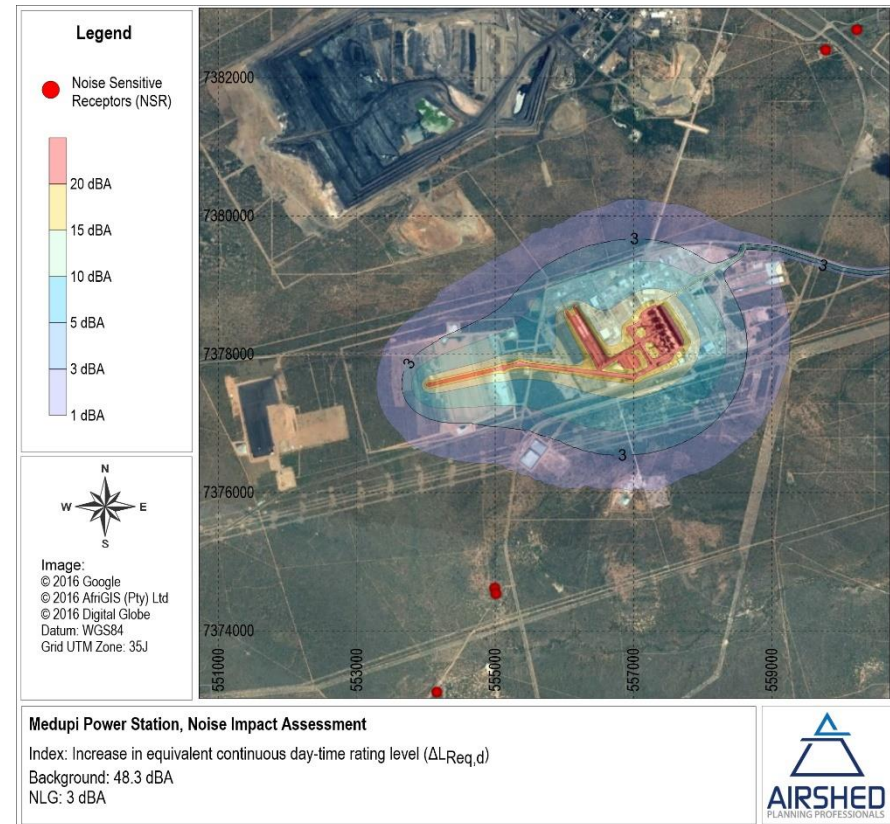 Legend
Noise Sensitive
Receptors (NSR)
20 dBA
15 dBA
10 dBA
5 dBA
3 dBA
1 dBA
N
W
E
S
Image:
© 2016 Google
© 2016 AfriGIS (Pty) Ltd
© 2016 Digital Globe
Datum: WGS84
Grid UTM Zone: 35J
7382000
7380000
7378000
7376000
7374000
551000
553000
555000
557000
559000
3
3
3
3
Medupi Power Station, Noise Impact Assessment
Index: Increase in equivalent continuous day-time rating level (ΔLReq,d)
Background: 48.3 dBA
NLG: 3 dBA
AIRSHED
PLANNING PROFESSIONALS